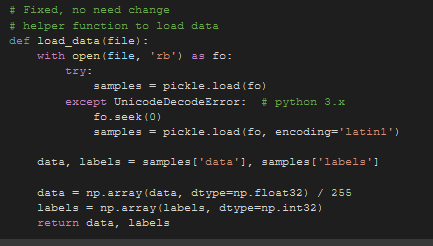 # Fixed, no need change
# helper function to load data
def load_data(file):
    with open(file, 'rb') as fo:
        try:
            samples = pickle.load(fo)
        except UnicodeDecodeError:  # python 3.x
            fo.seek(0)
            samples = pickle.load(fo, encoding='latin1')
    data, labels = samples['data'], samples['labels']
    data = np.array(data, dtype=np.float32) / 255
    labels = np.array(labels, dtype=np.int32)
    return data, labels